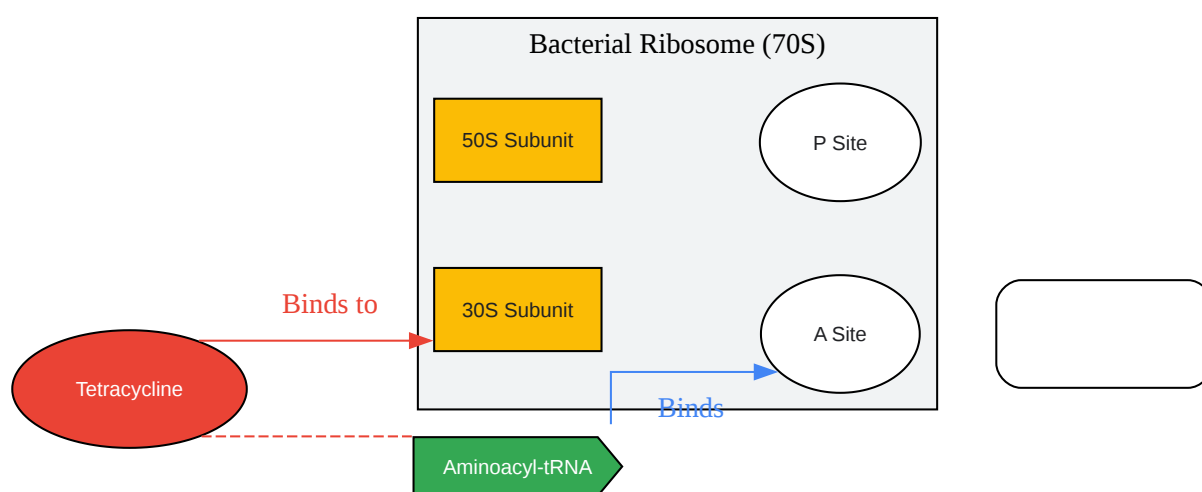 Bacterial Ribosome (70S)
50S Subunit
P Site
Binds to
30S Subunit
A Site
Tetracycline
Binds
Aminoacyl-tRNA